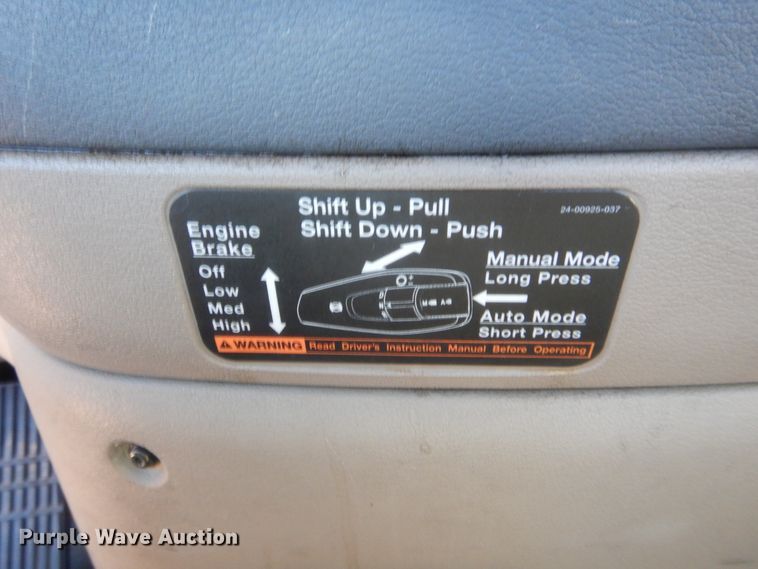 Shift Up - Pull
24-00925-037
Shift Down - Push
Engine
Brake
Off
Low
Med
High
Manual Mode
Long Press
Auto Mode
Short Press
WARNING Read Driver's Instruction Manual Before Operating
Purple Wave Auction